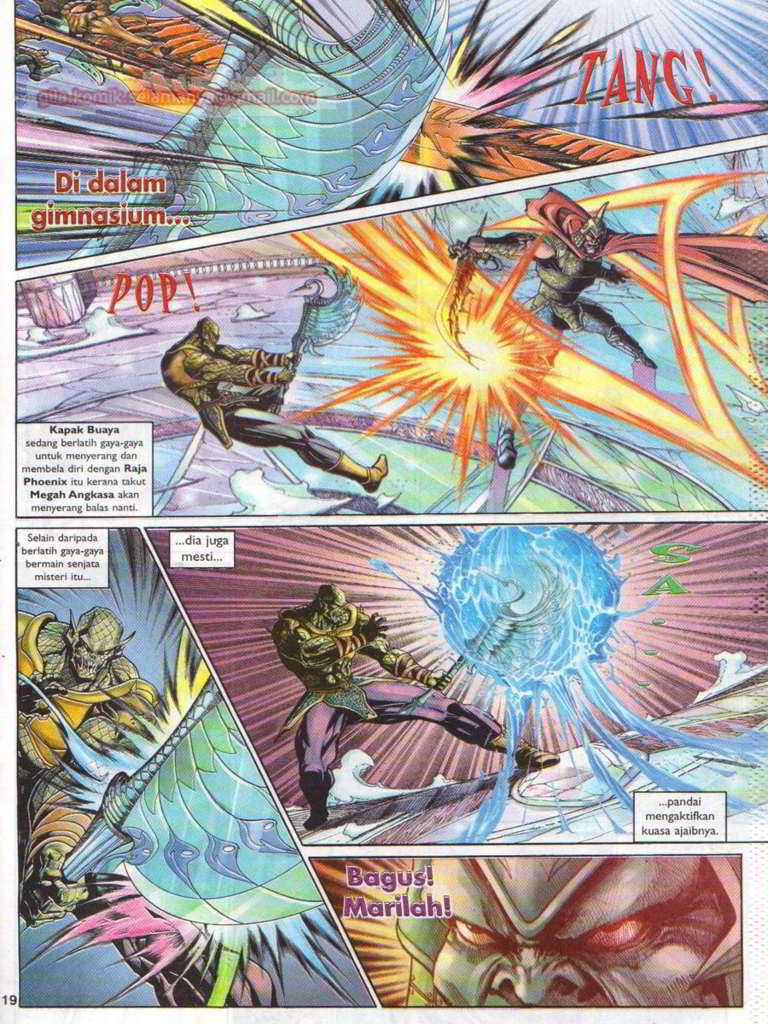 TANG!
Di dalam
gimnasium...
POP!
Kapak Buaya
sedang berlatih gaya-gaya
untuk menyerang dan
membela diri dengan Raja
Phoenix itu kerana takut
Megah Angkasa akan
menyerang balas nanti.
Selain daripada
berlatih gaya-gaya
bermain senjata
misteri itu...
...dia juga
mesti...
SA...
...pandai
mengaktifkan
kuasa ajaibnya.
Bagus!
Marilah!
19